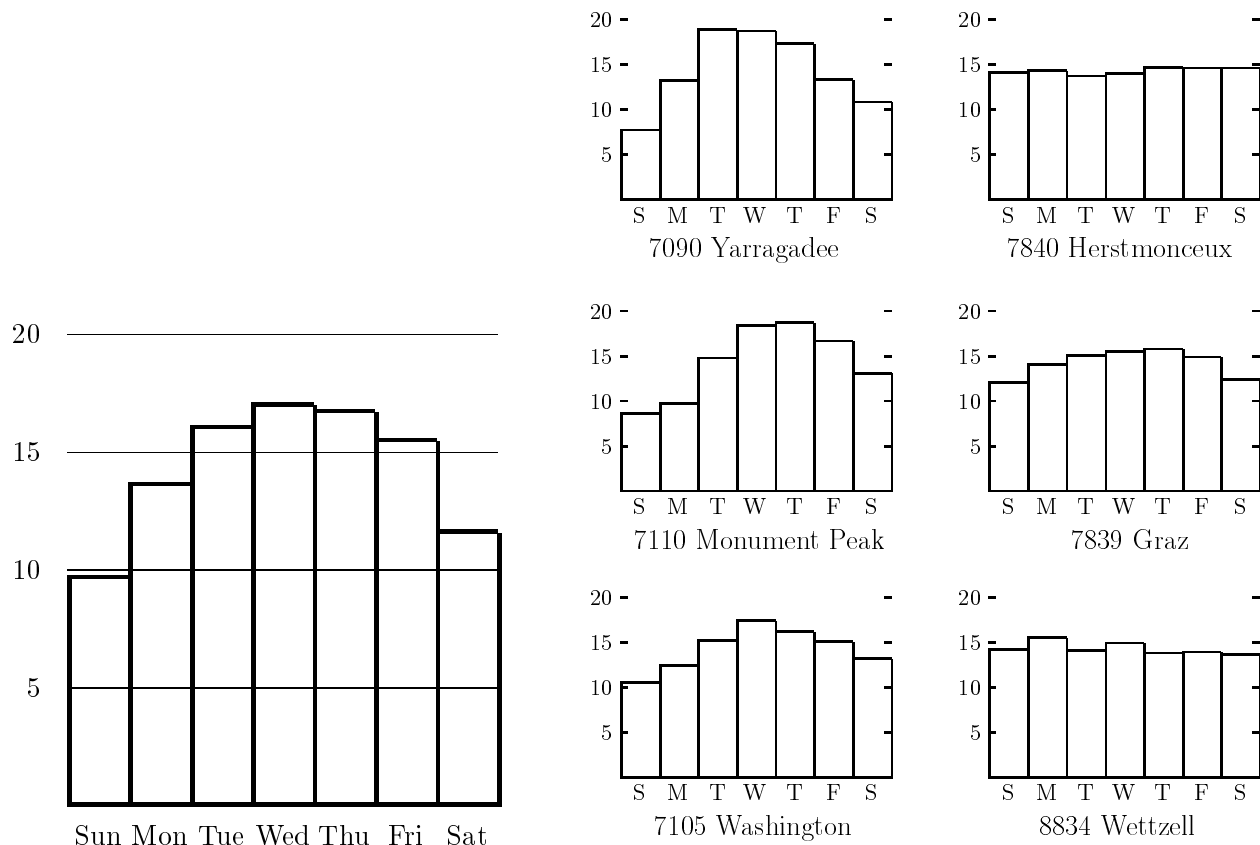 20
15
10
5
Sun Mon Tue Wed Thu Fri Sat
20
15
10
5
S M T W T F S
7090 Yarragadee
20
15
10
5
S M T W T F S
7840 Herstmonceux
20
15
10
5
S M T W T F S
7110 Monument Peak
20
15
10
5
S M T W T F S
7839 Graz
20
15
10
5
S M T W T F S
7105 Washington
20
15
10
5
S M T W T F S
8834 Wettzell